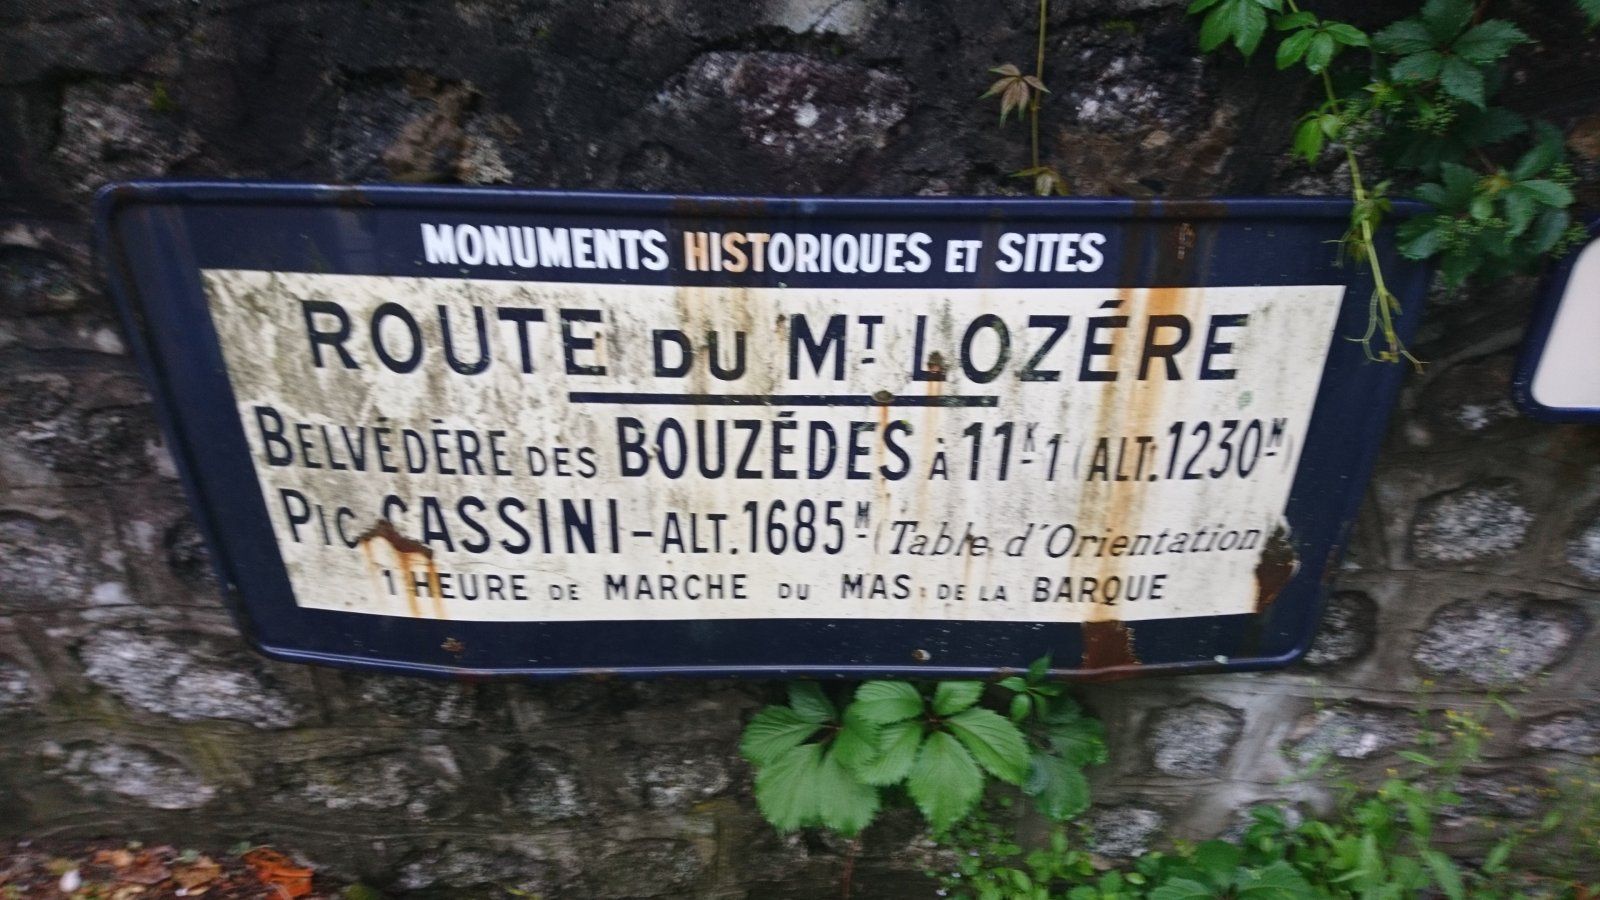 MONUMENTS HISTORIQUES ET SITES
ROUTE DU MT LOZÉRE
BELVÉDÈRE DES BOUZÉDES À 11K1 (ALT. 1230M)
PIC CASSINI - ALT. 1685M (Table d'Orientation)
1 HEURE DE MARCHE DU MAS DE LA BARQUE